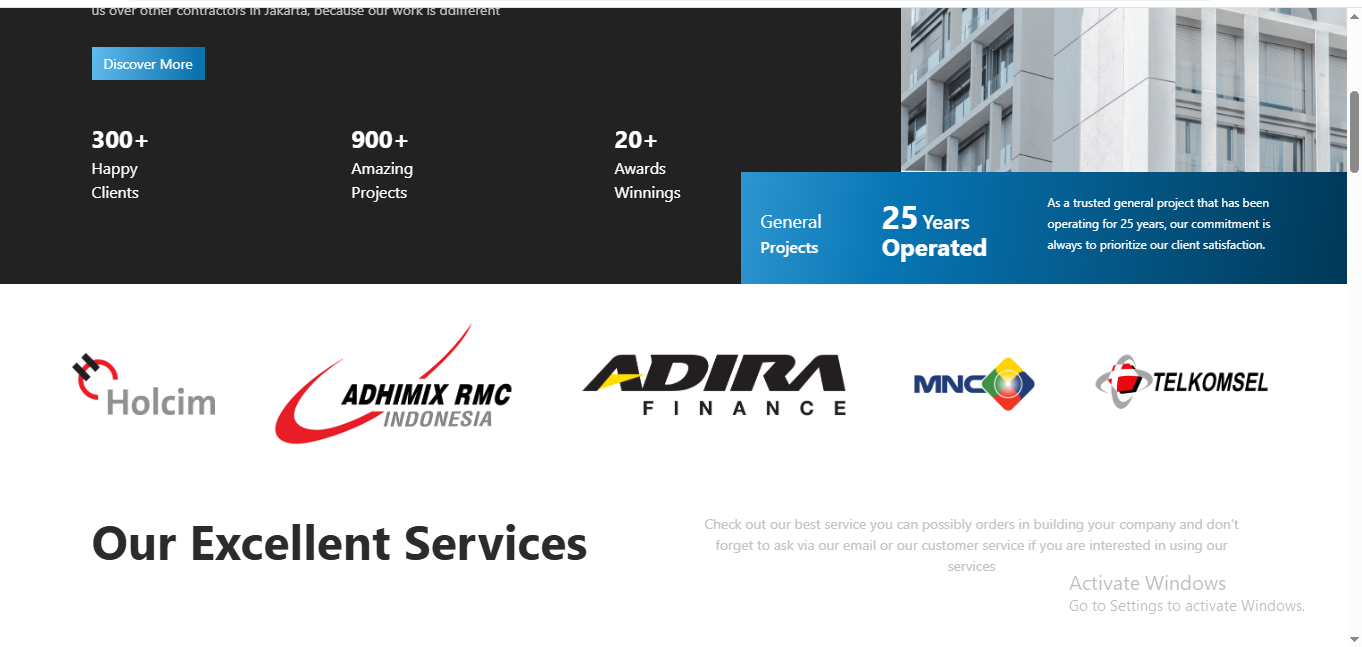 us over other contractors in Jakarta, because our work is ddifferent
Discover More
300+
Happy
Clients
900+
Amazing
Projects
20+
Awards
Winnings
General
Projects
25 Years
Operated
As a trusted general project that has been
operating for 25 years, our commitment is
always to prioritize our client satisfaction.
Holcim
ADHIMIX RMC
INDONESIA
ADIRA
FINANCE
MNC
TELKOMSEL
Our Excellent Services
Check out our best service you can possibly orders in building your company and don't
forget to ask via our email or our customer service if you are interested in using our
services
Activate Windows
Go to Settings to activate Windows.